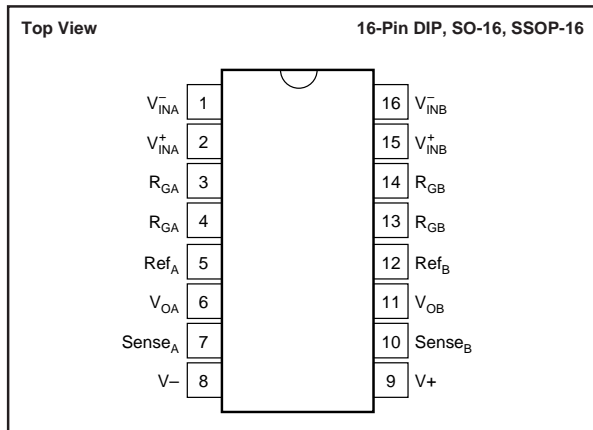 Top View 16-Pin DIP, SO-16, SSOP-16
V⁻INA 1 16 V⁻INB
V⁺INA 2 15 V⁺INB
RGA 3 14 RGB
RGA 4 13 RGB
RefA 5 12 RefB
VOA 6 11 VOB
SenseA 7 10 SenseB
V– 8 9 V+